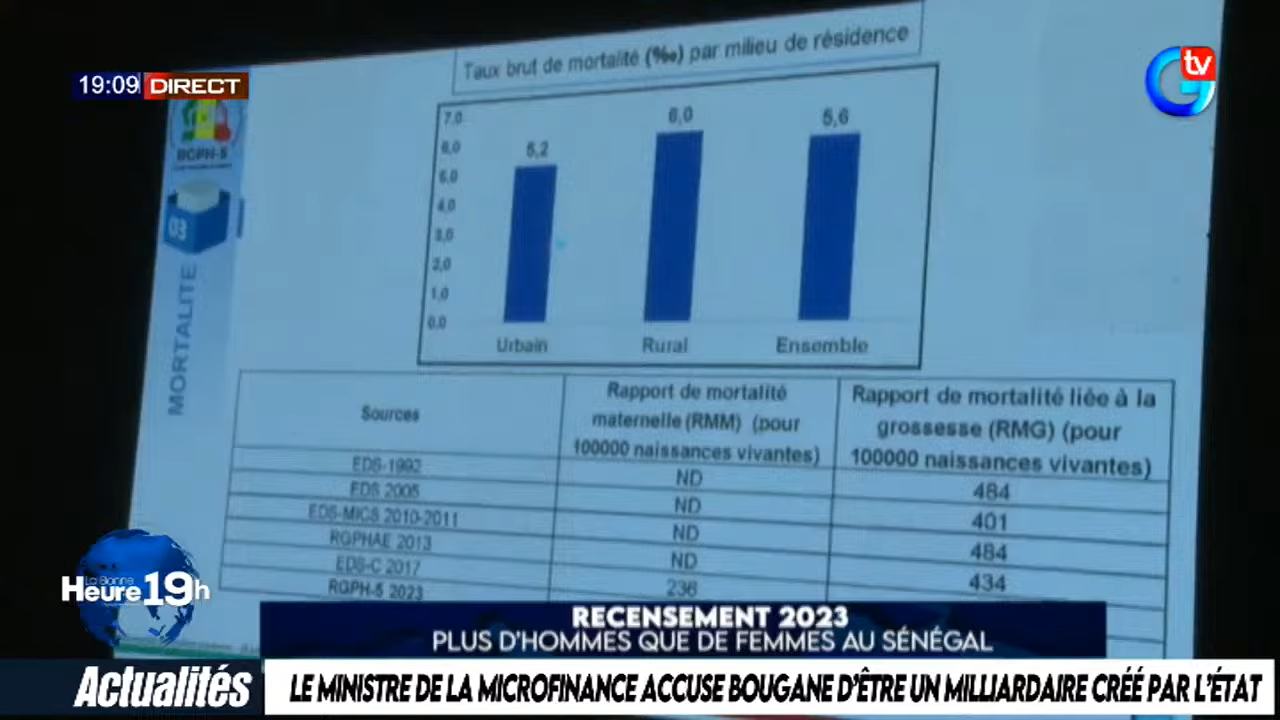 19:09 DIRECT
tv
G
Taux brut de mortalité (‰) par milieu de résidence
RGPH-5
03
MORTALITE
7,0
6,0
5,0
4,0
3,0
2,0
1,0
0,0
5,2
6,0
5,6
Urbain
Rural
Ensemble
Sources
Rapport de mortalité
maternelle (RMM) (pour
100000 naissances vivantes)
Rapport de mortalité liée à la
grossesse (RMG) (pour
100000 naissances vivantes)
EDS-1992
ND
484
EDS 2005
ND
401
EDS-MICS 2010-2011
ND
484
RGPHAE 2013
ND
434
EDS-C 2017
236
RGPH-5 2023
La Bonne
Heure 19h
RECENSEMENT 2023
PLUS D'HOMMES QUE DE FEMMES AU SÉNÉGAL
Actualités
LE MINISTRE DE LA MICROFINANCE ACCUSE BOUGANE D'ÊTRE UN MILLIARDAIRE CRÉÉ PAR L'ÉTAT